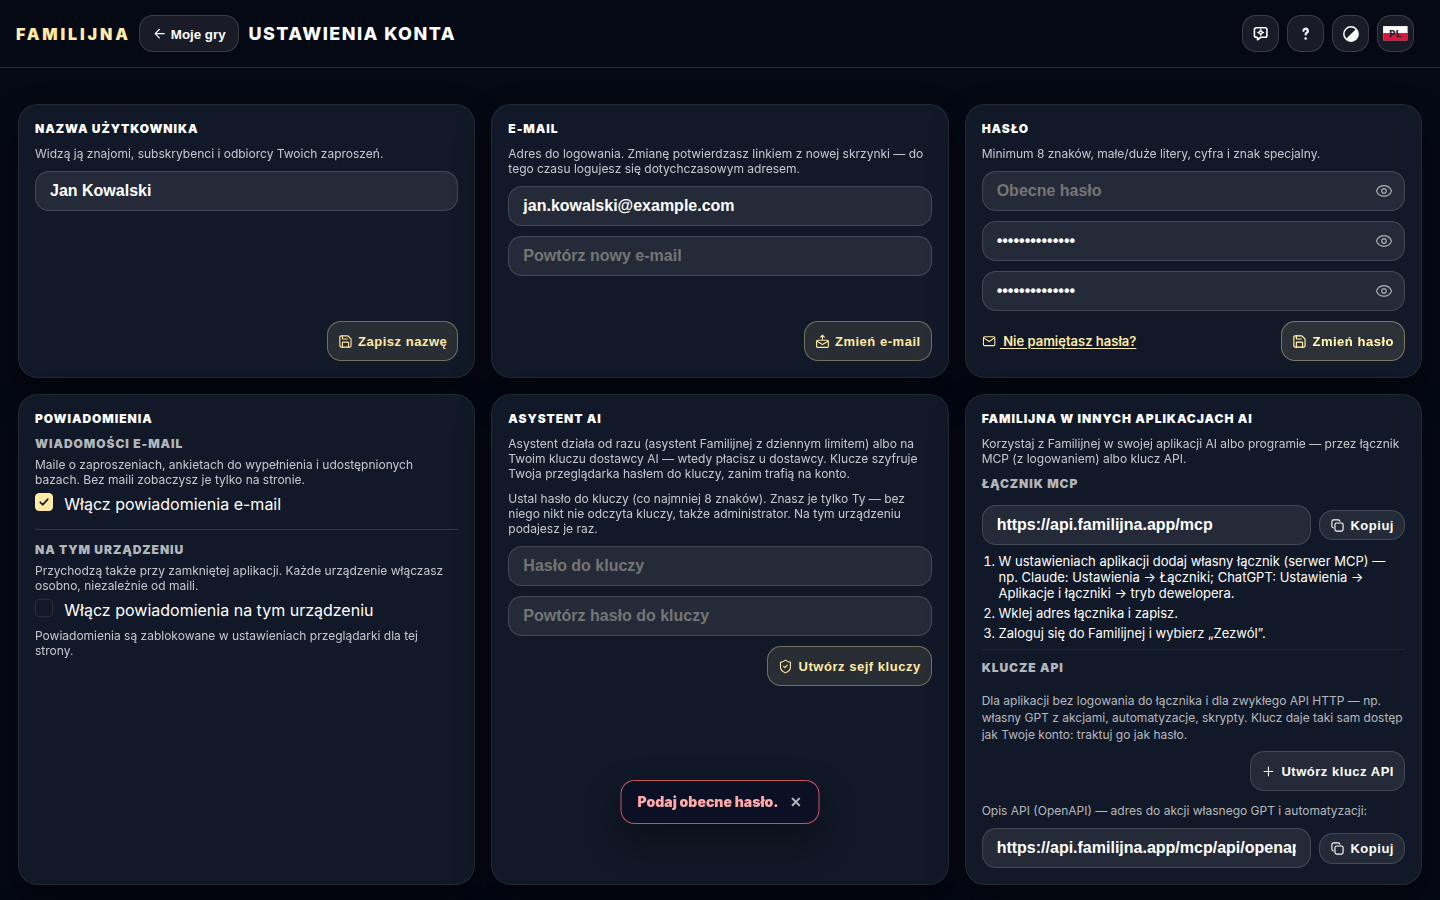 FAMILIJNA
Moje gry
USTAWIENIA KONTA
?
PL
NAZWA UŻYTKOWNIKA
Widzą ją znajomi, subskrybenci i odbiorcy Twoich zaproszeń.
Jan Kowalski
Zapisz nazwę
E-MAIL
Adres do logowania. Zmianę potwierdzasz linkiem z nowej skrzynki — do
tego czasu logujesz się dotychczasowym adresem.
jan.kowalski@example.com
Powtórz nowy e-mail
Zmień e-mail
HASŁO
Minimum 8 znaków, małe/duże litery, cyfra i znak specjalny.
Obecne hasło
••••••••••••••
••••••••••••••
Nie pamiętasz hasła?
Zmień hasło
POWIADOMIENIA
WIADOMOŚCI E-MAIL
Maile o zaproszeniach, ankietach do wypełnienia i udostępnionych
bazach. Bez maili zobaczysz je tylko na stronie.
Włącz powiadomienia e-mail
NA TYM URZĄDZENIU
Przychodzą także przy zamkniętej aplikacji. Każde urządzenie włączasz
osobno, niezależnie od maili.
Włącz powiadomienia na tym urządzeniu
Powiadomienia są zablokowane w ustawieniach przeglądarki dla tej
strony.
ASYSTENT AI
Asystent działa od razu (asystent Familijnej z dziennym limitem) albo na
Twoim kluczu dostawcy AI — wtedy płacisz u dostawcy. Klucze szyfruje
Twoja przeglądarka hasłem do kluczy, zanim trafią na konto.
Ustal hasło do kluczy (co najmniej 8 znaków). Znasz je tylko Ty — bez
niego nikt nie odczyta kluczy, także administrator. Na tym urządzeniu
podajesz je raz.
Hasło do kluczy
Powtórz hasło do kluczy
Utwórz sejf kluczy
Podaj obecne hasło. ✕
FAMILIJNA W INNYCH APLIKACJACH AI
Korzystaj z Familijnej w swojej aplikacji AI albo programie — przez łącznik
MCP (z logowaniem) albo klucz API.
ŁĄCZNIK MCP
https://api.familijna.app/mcp
Kopiuj
1. W ustawieniach aplikacji dodaj własny łącznik (serwer MCP) —
np. Claude: Ustawienia → Łączniki; ChatGPT: Ustawienia →
Aplikacje i łączniki → tryb dewelopera.
2. Wklej adres łącznika i zapisz.
3. Zaloguj się do Familijnej i wybierz „Zezwól”.
KLUCZE API
Dla aplikacji bez logowania do łącznika i dla zwykłego API HTTP — np.
własny GPT z akcjami, automatyzacje, skrypty. Klucz daje taki sam dostęp
jak Twoje konto: traktuj go jak hasło.
Utwórz klucz API
Opis API (OpenAPI) — adres do akcji własnego GPT i automatyzacji:
https://api.familijna.app/mcp/api/openap
Kopiuj